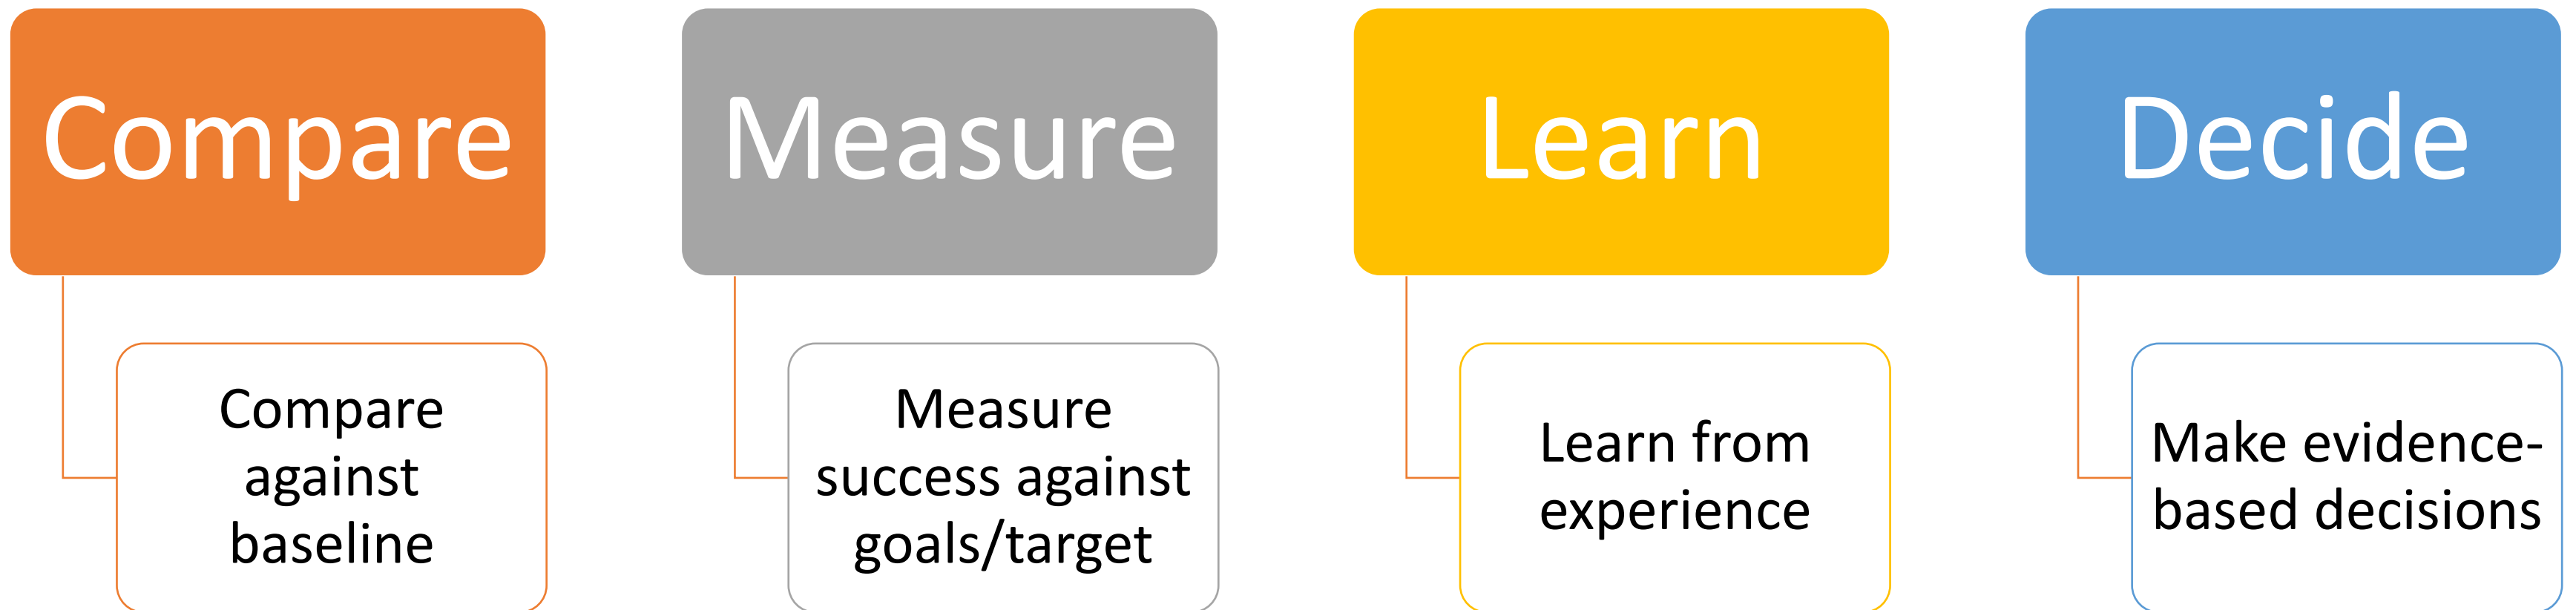 Compare
Compare
against
baseline
Measure
Measure
success against
goals/target
Learn
Learn from
experience
Decide
Make evidence-
based decisions